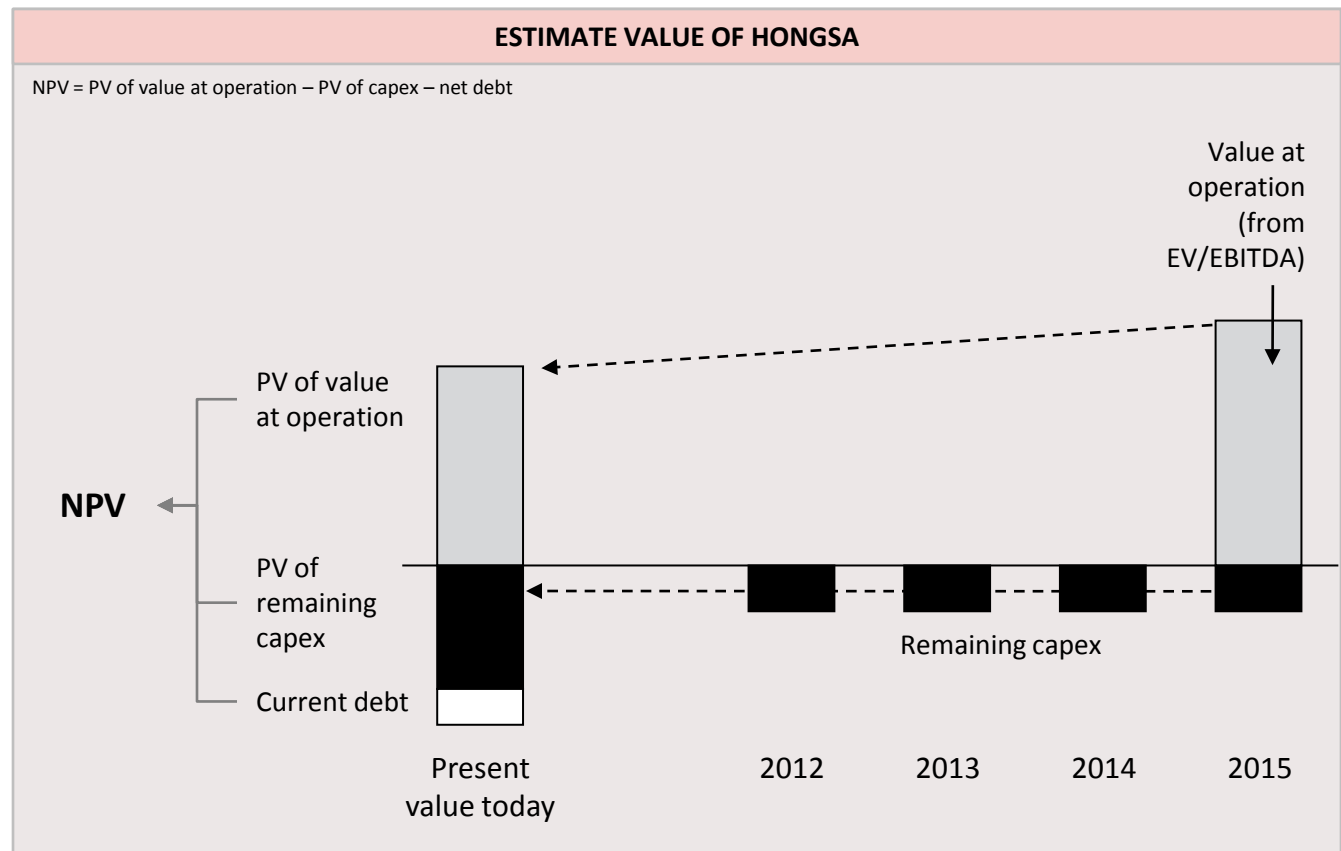 ESTIMATE VALUE OF HONGSA
NPV = PV of value at operation – PV of capex – net debt
Value at
operation
(from
EV/EBITDA)
PV of value
at operation
NPV
PV of
remaining
capex
Remaining capex
Current debt
Present
value today
2012
2013
2014
2015